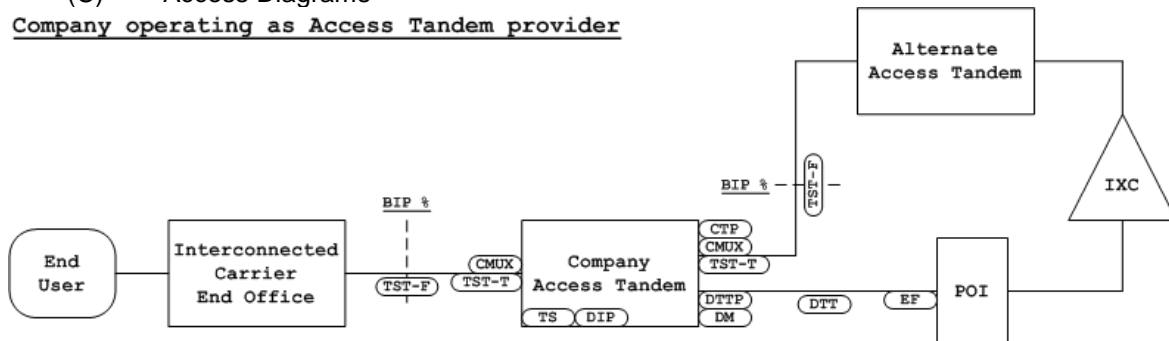 (C) Access Diagrams
Company operating as Access Tandem provider
Alternate
Access Tandem
BIP %
TST-F
IXC
BIP %
End
User
Interconnected
Carrier
End Office
TST-F
CMUX
TST-T
Company
Access Tandem
TS
DIP
CTP
CMUX
TST-T
DTTP
DM
DTT
EF
POI